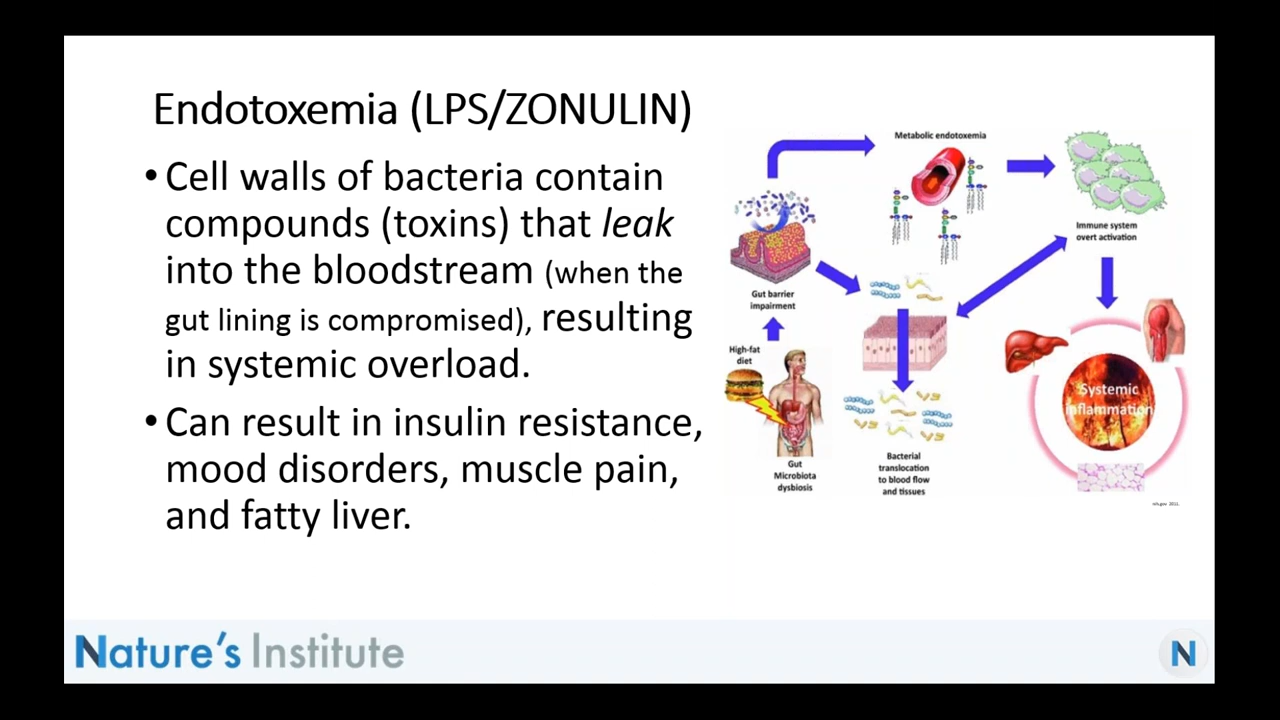 Endotoxemia (LPS/ZONULIN)
• Cell walls of bacteria contain
compounds (toxins) that leak
into the bloodstream (when the
gut lining is compromised), resulting
in systemic overload.
• Can result in insulin resistance,
mood disorders, muscle pain,
and fatty liver.
Metabolic endotoxemia
Immune system
overt activation
Gut barrier
impairment
High-fat
diet
Gut
Microbiota
dysbiosis
Bacterial
translocation
to blood flow
and tissues
Systemic
inflammation
Nature's Institute
N